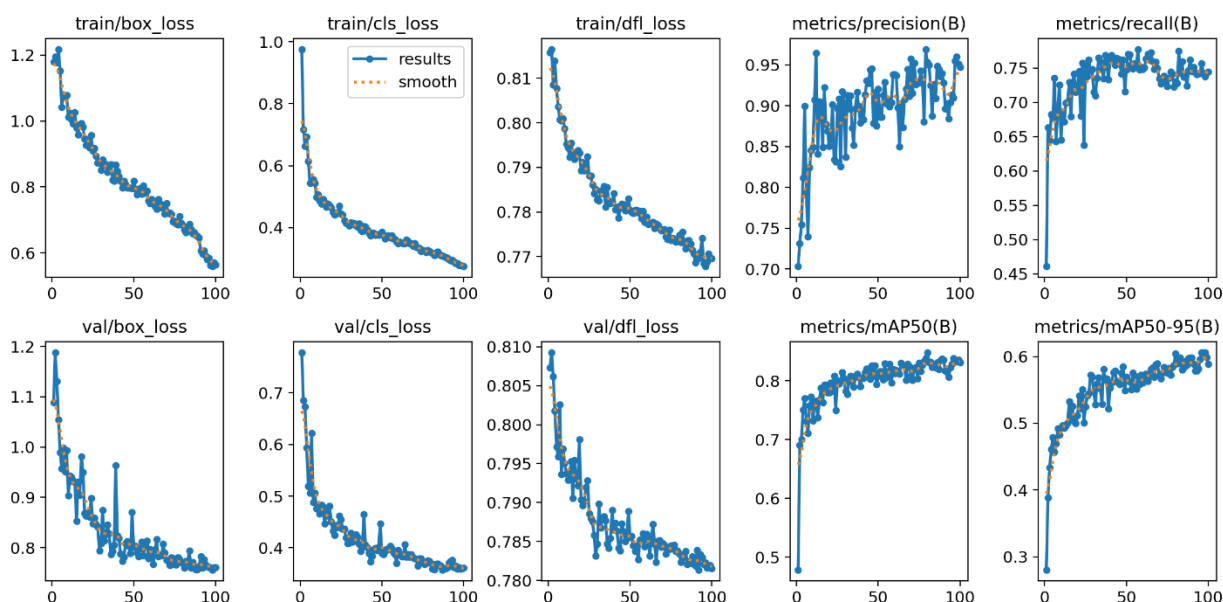 train/box_loss
train/cls_loss
train/dfl_loss
metrics/precision(B)
metrics/recall(B)
1.2
1.0
0.8
0.6
0 50 100
1.0
0.8
0.6
0.4
results
smooth
0 50 100
0.81
0.80
0.79
0.78
0.77
0 50 100
0.95
0.90
0.85
0.80
0.75
0.70
0 50 100
0.75
0.70
0.65
0.60
0.55
0.50
0.45
0 50 100
val/box_loss
val/cls_loss
val/dfl_loss
metrics/mAP50(B)
metrics/mAP50-95(B)
1.2
1.1
1.0
0.9
0.8
0 50 100
0.7
0.6
0.5
0.4
0 50 100
0.810
0.805
0.800
0.795
0.790
0.785
0.780
0 50 100
0.8
0.7
0.6
0.5
0 50 100
0.6
0.5
0.4
0.3
0 50 100